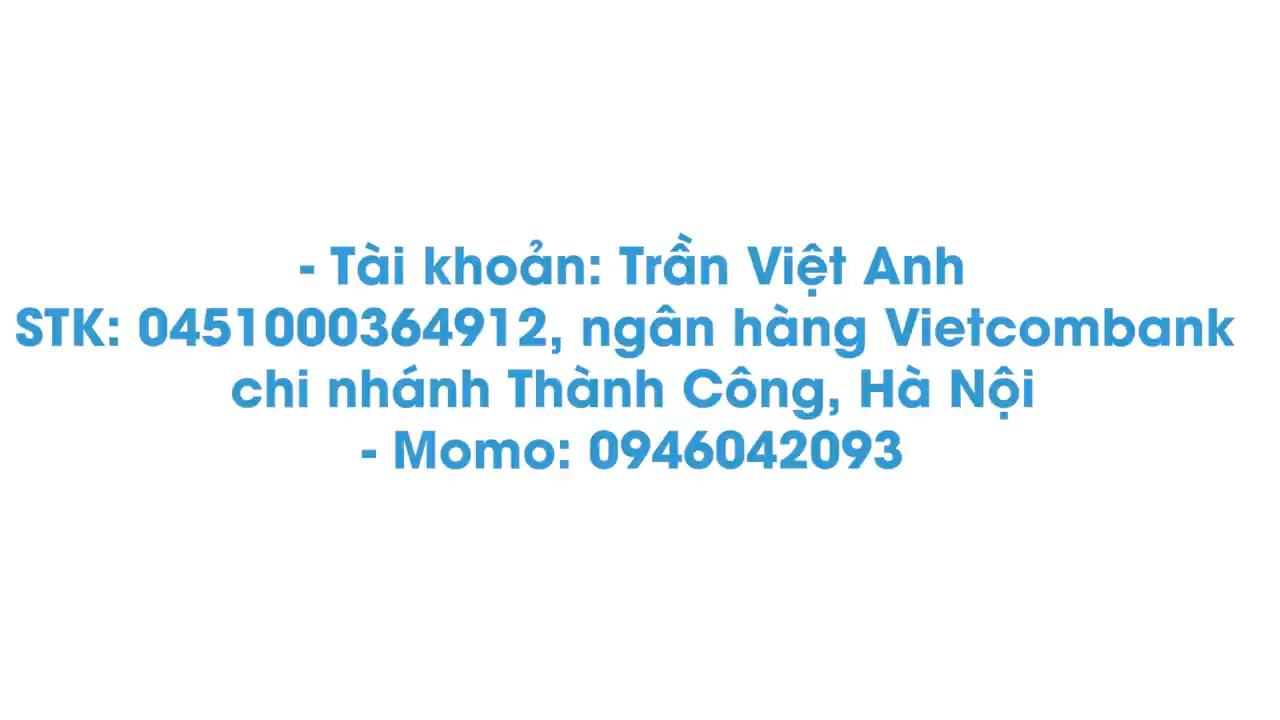 - Tài khoản: Trần Việt Anh
STK: 0451000364912, ngân hàng Vietcombank
chi nhánh Thành Công, Hà Nội
- Momo: 0946042093